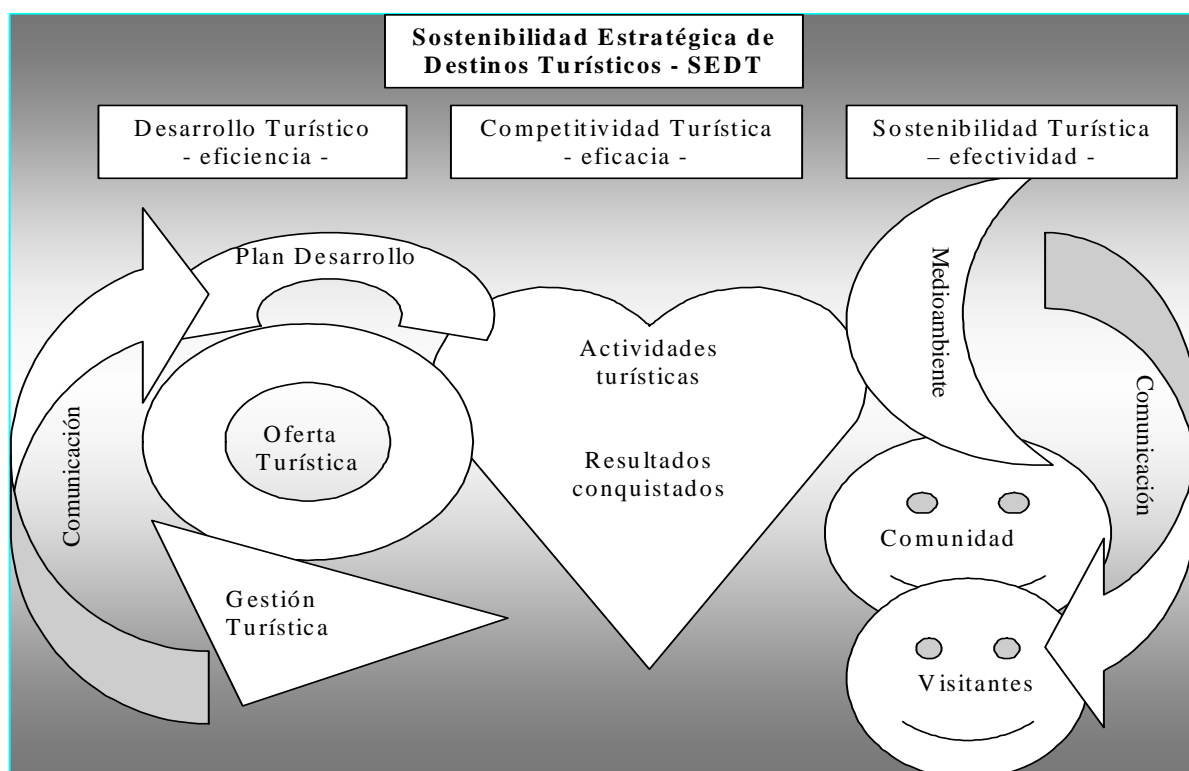 Sostenibilidad Estratégica de
Destinos Turísticos - SEDT
Desarrollo Turístico
- eficiencia -
Competitividad Turística
- eficacia -
Sostenibilidad Turística
– efectividad -
Plan Desarrollo
Oferta
Turística
Gestión
Turística
Comunicación
Actividades
turísticas
Resultados
conquistados
Medioambiente
Comunidad
Visitantes
Comunicación